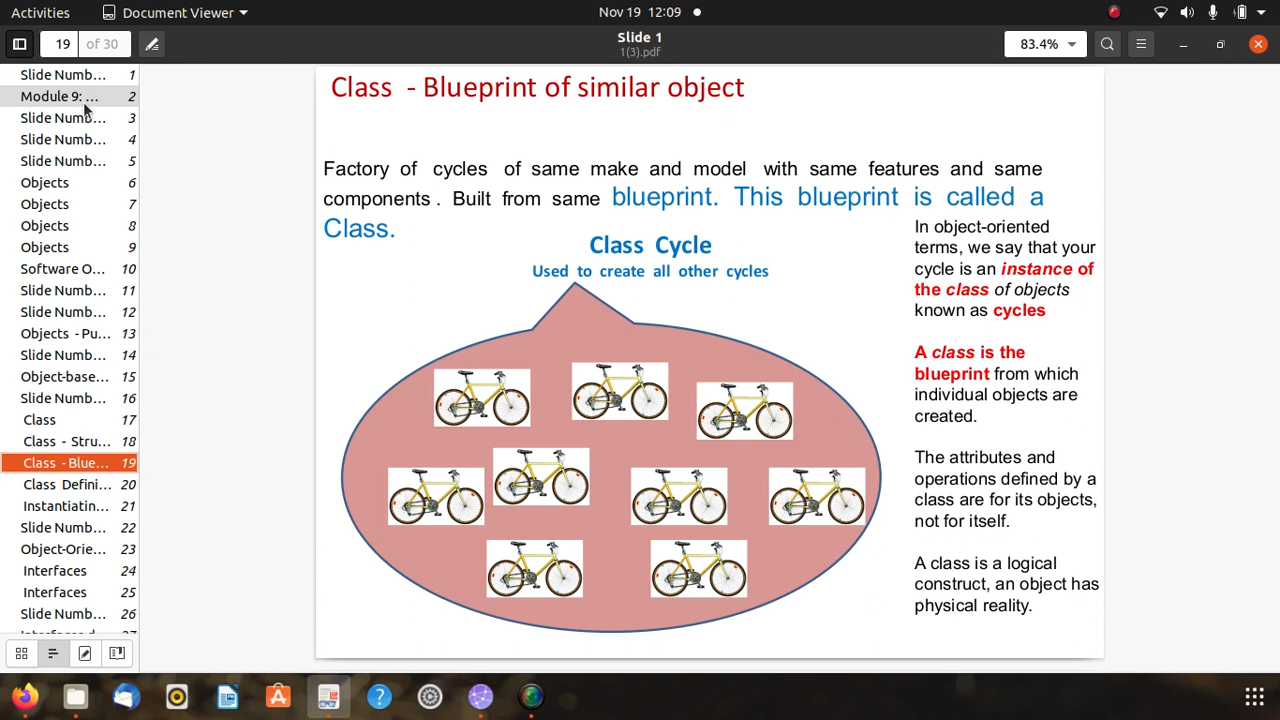 Activities
Document Viewer
Nov 19 12:09
19
of 30
Slide 1
1(3).pdf
83.4%
Slide Numb... 1
Module 9: ... 2
Slide Numb... 3
Slide Numb... 4
Slide Numb... 5
Objects 6
Objects 7
Objects 8
Objects 9
Software O... 10
Slide Numb... 11
Slide Numb... 12
Objects - Pu... 13
Slide Numb... 14
Object-base... 15
Slide Numb... 16
Class 17
Class - Stru... 18
Class - Blue... 19
Class Defini... 20
Instantiatin... 21
Slide Numb... 22
Object-Orie... 23
Interfaces 24
Interfaces 25
Slide Numb... 26
Class - Blueprint of similar object
Factory of cycles of same make and model with same features and same
components . Built from same blueprint. This blueprint is called a
Class.
Class Cycle
Used to create all other cycles
In object-oriented
terms, we say that your
cycle is an instance of
the class of objects
known as cycles
A class is the
blueprint from which
individual objects are
created.
The attributes and
operations defined by a
class are for its objects,
not for itself.
A class is a logical
construct, an object has
physical reality.